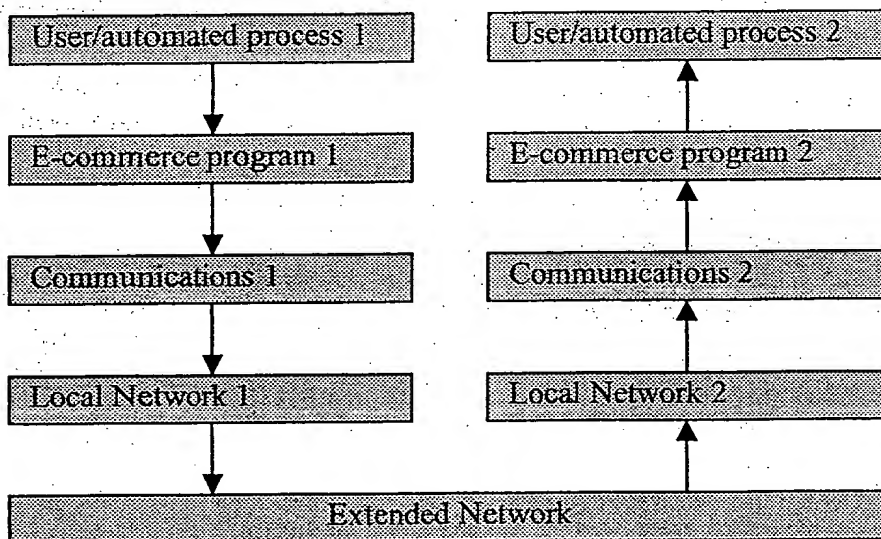 User/automated process 1
E-commerce program 1
Communications 1
Local Network 1
User/automated process 2
E-commerce program 2
Communications 2
Local Network 2
Extended Network